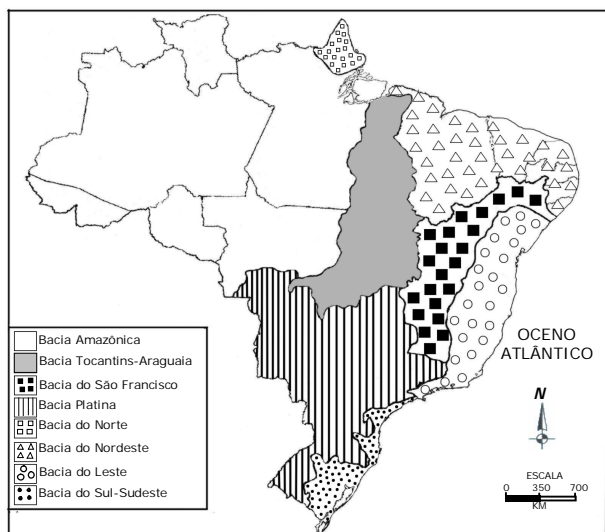 Bacia Amazônica
Bacia Tocantins-Araguaia
Bacia do São Francisco
Bacia Platina
Bacia do Norte
Bacia do Nordeste
Bacia do Leste
Bacia do Sul-Sudeste
OCENO
ATLÂNTICO
N
ESCALA
0 350 700
KM